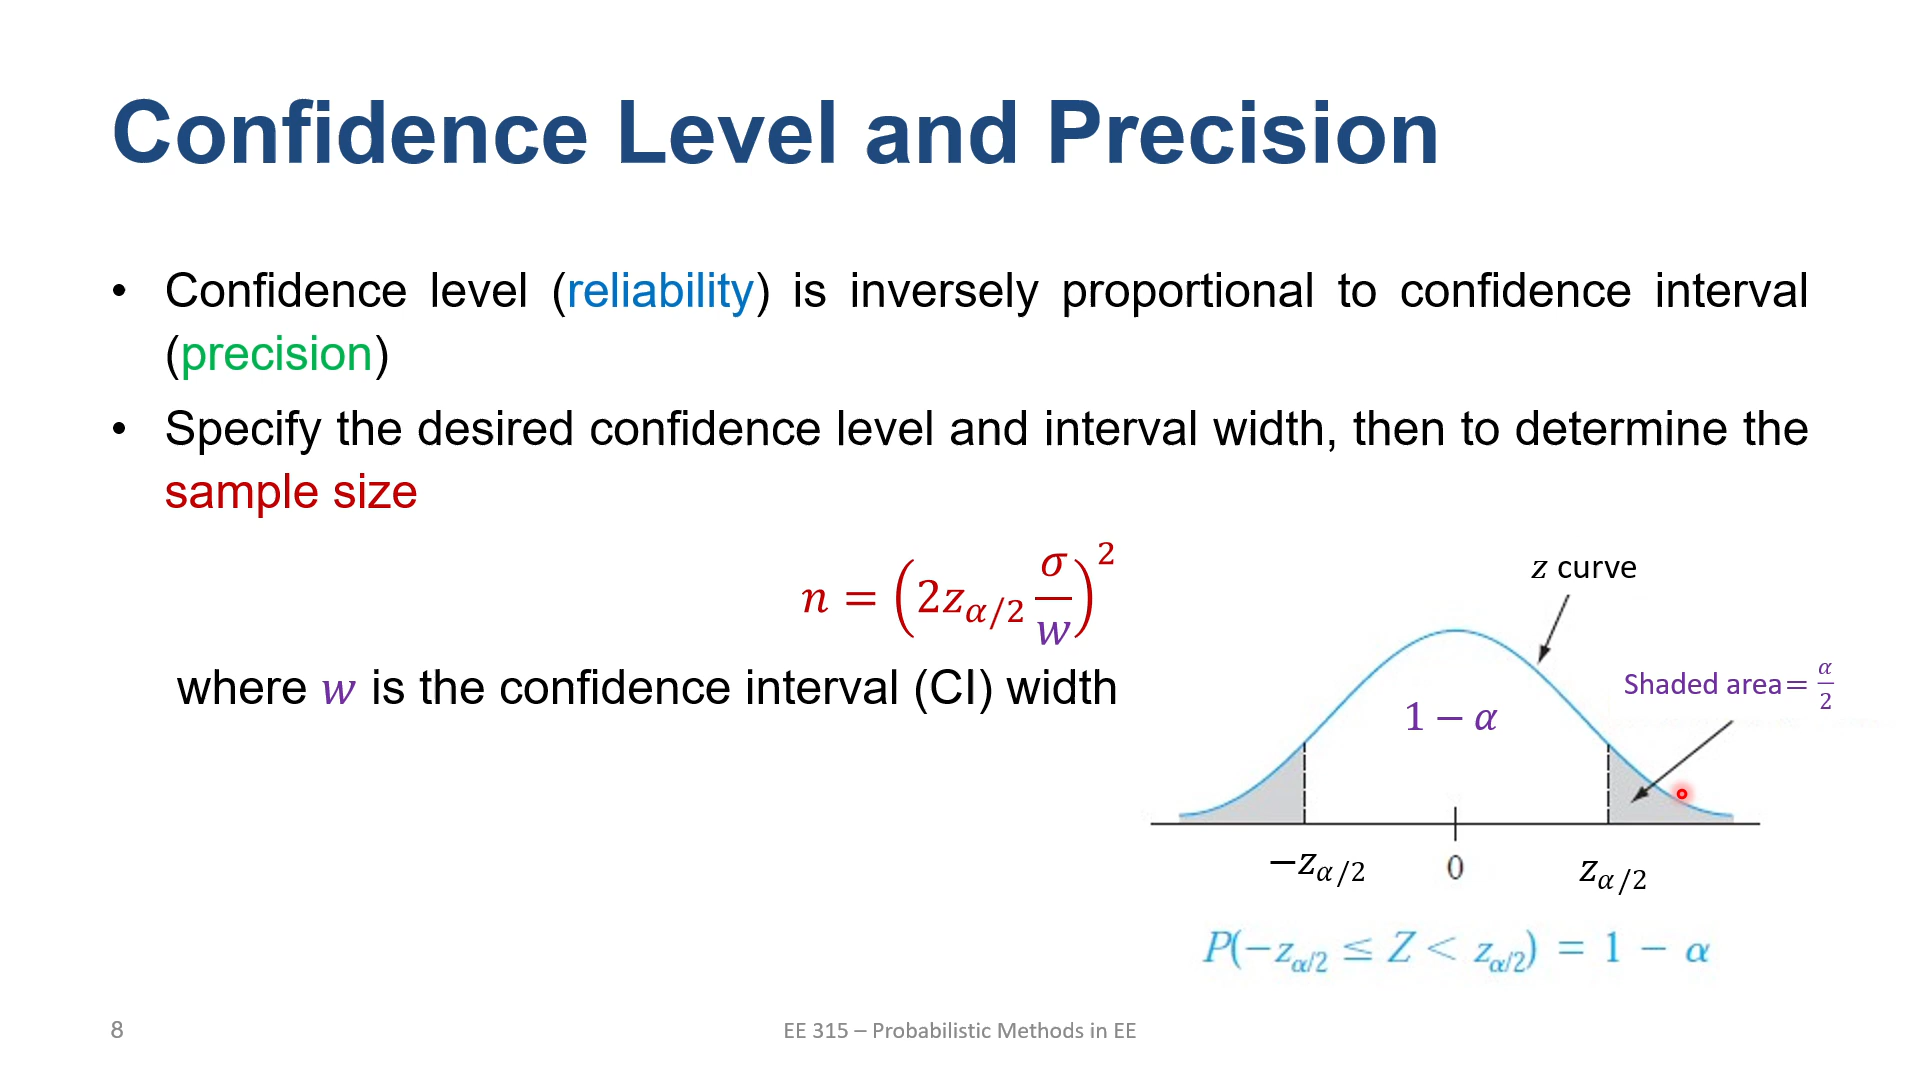 Confidence Level and Precision
• Confidence level (reliability) is inversely proportional to confidence interval
(precision)
• Specify the desired confidence level and interval width, then to determine the
sample size
n = (2z_{α/2} σ/w)^2
where w is the confidence interval (CI) width
z curve
Shaded area = α/2
1 − α
−z_{α/2}
0
z_{α/2}
P(−z_{α/2} ≤ Z < z_{α/2}) = 1 − α
8
EE 315 – Probabilistic Methods in EE